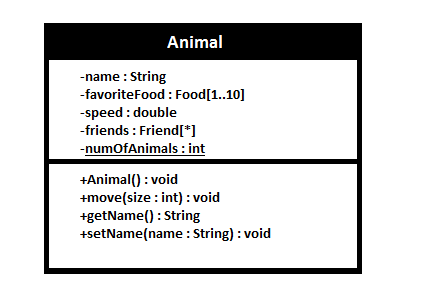 Animal
-name : String
-favoriteFood : Food[1..10]
-speed : double
-friends : Friend[*]
-numOfAnimals : int
+Animal() : void
+move(size : int) : void
+getName() : String
+setName(name : String) : void